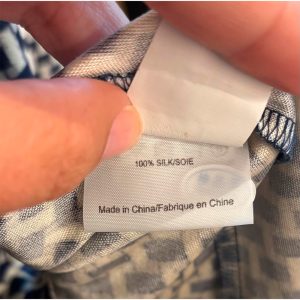 100% SILK/SOIE
Made in China/Fabrique en Chine